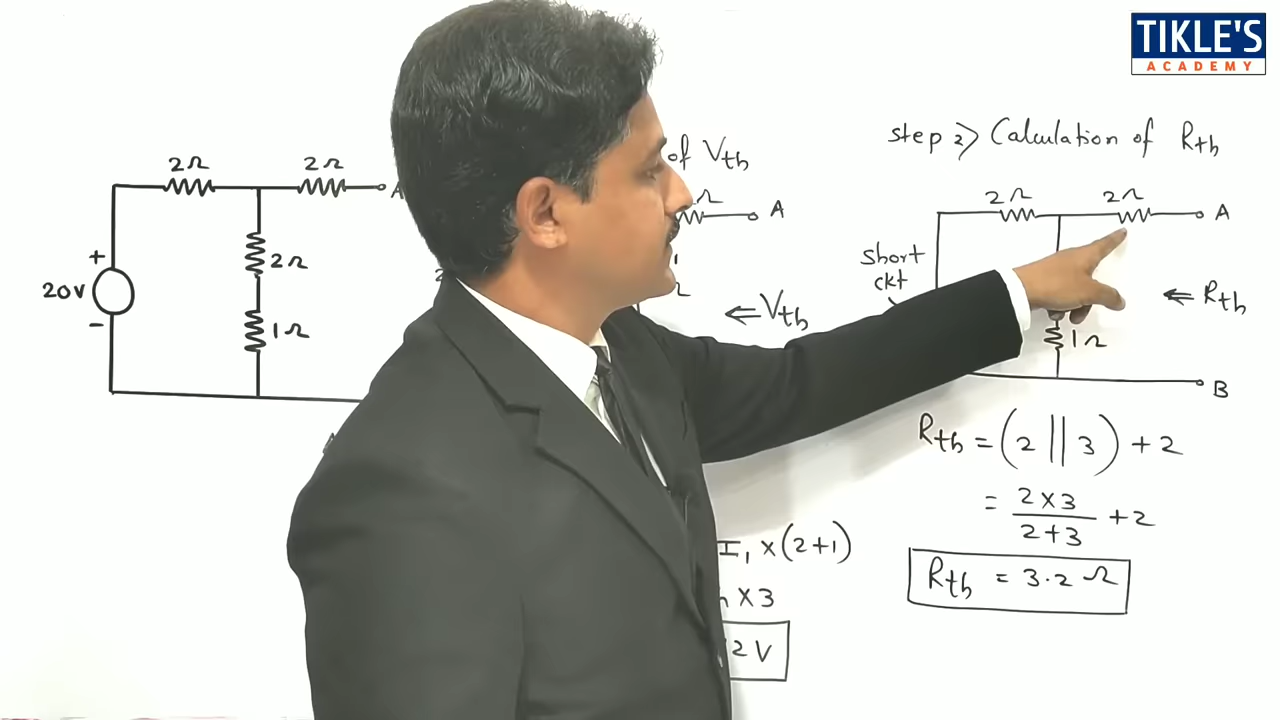 TIKLE'S
ACADEMY
2Ω
2Ω
A
+
20V
-
2Ω
1Ω
of Vth
Ω
A
Ω
⇐ Vth
I₁ × (2+1)
× 3
2 V
Step 2> Calculation of Rth
2Ω
2Ω
A
short
ckt
⇐ Rth
1Ω
B
Rth = (2 || 3) + 2
= 2×3/2+3 + 2
Rth = 3.2 Ω